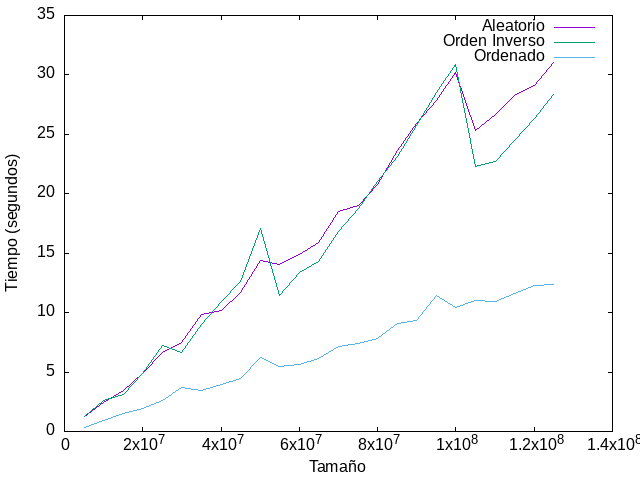 35
30
25
20
15
10
5
0
Tiempo (segundos)
Aleatorio
Orden Inverso
Ordenado
0 2x10⁷ 4x10⁷ 6x10⁷ 8x10⁷ 1x10⁸ 1.2x10⁸ 1.4x10⁸
Tamaño